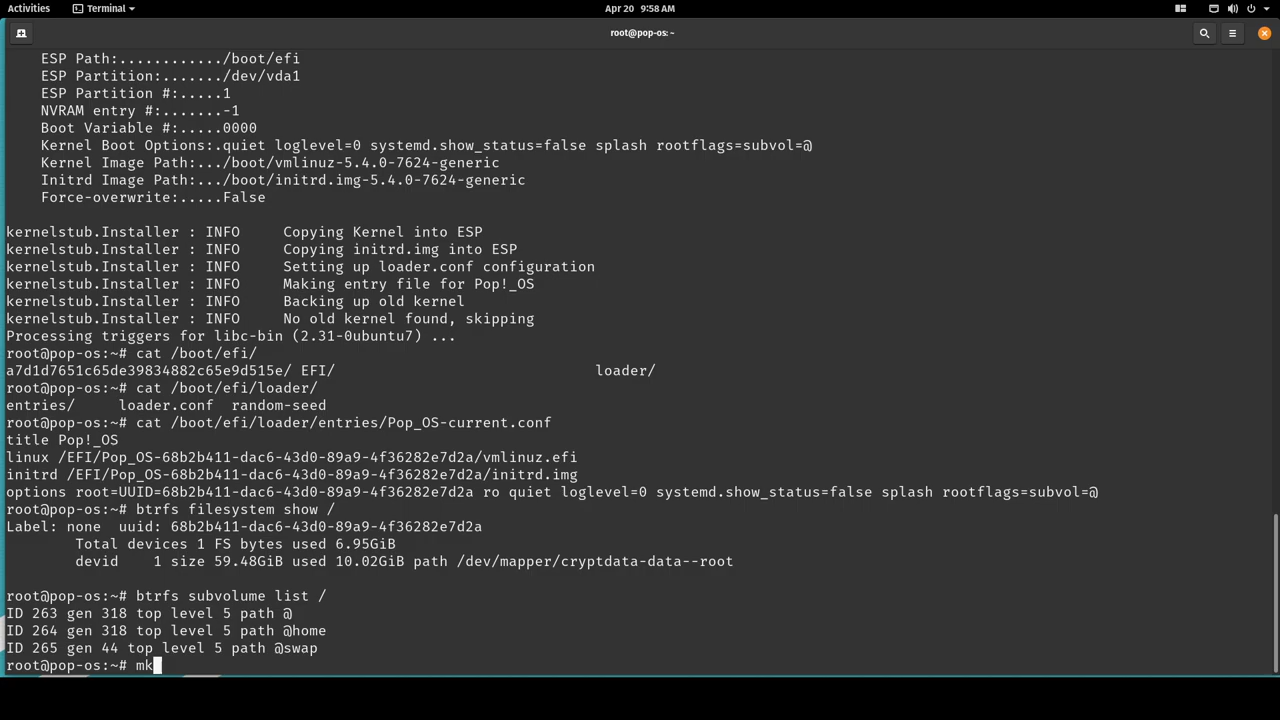 Activities
Terminal
Apr 20 9:58 AM
root@pop-os: ~
ESP Path:............/boot/efi
ESP Partition:......./dev/vda1
ESP Partition #:.....1
NVRAM entry #:.......-1
Boot Variable #:.....0000
Kernel Boot Options:.quiet loglevel=0 systemd.show_status=false splash rootflags=subvol=@
Kernel Image Path:.../boot/vmlinuz-5.4.0-7624-generic
Initrd Image Path:.../boot/initrd.img-5.4.0-7624-generic
Force-overwrite:.....False
kernelstub.Installer : INFO     Copying Kernel into ESP
kernelstub.Installer : INFO     Copying initrd.img into ESP
kernelstub.Installer : INFO     Setting up loader.conf configuration
kernelstub.Installer : INFO     Making entry file for Pop!_OS
kernelstub.Installer : INFO     Backing up old kernel
kernelstub.Installer : INFO     No old kernel found, skipping
Processing triggers for libc-bin (2.31-0ubuntu7) ...
root@pop-os:~# cat /boot/efi/
a7d1d7651c65de39834882c65e9d515e/ EFI/                              loader/
root@pop-os:~# cat /boot/efi/loader/
entries/     loader.conf  random-seed
root@pop-os:~# cat /boot/efi/loader/entries/Pop_OS-current.conf
title Pop!_OS
linux /EFI/Pop_OS-68b2b411-dac6-43d0-89a9-4f36282e7d2a/vmlinuz.efi
initrd /EFI/Pop_OS-68b2b411-dac6-43d0-89a9-4f36282e7d2a/initrd.img
options root=UUID=68b2b411-dac6-43d0-89a9-4f36282e7d2a ro quiet loglevel=0 systemd.show_status=false splash rootflags=subvol=@
root@pop-os:~# btrfs filesystem show /
Label: none  uuid: 68b2b411-dac6-43d0-89a9-4f36282e7d2a
Total devices 1 FS bytes used 6.95GiB
devid    1 size 59.48GiB used 10.02GiB path /dev/mapper/cryptdata-data--root
root@pop-os:~# btrfs subvolume list /
ID 263 gen 318 top level 5 path @
ID 264 gen 318 top level 5 path @home
ID 265 gen 44 top level 5 path @swap
root@pop-os:~# mk